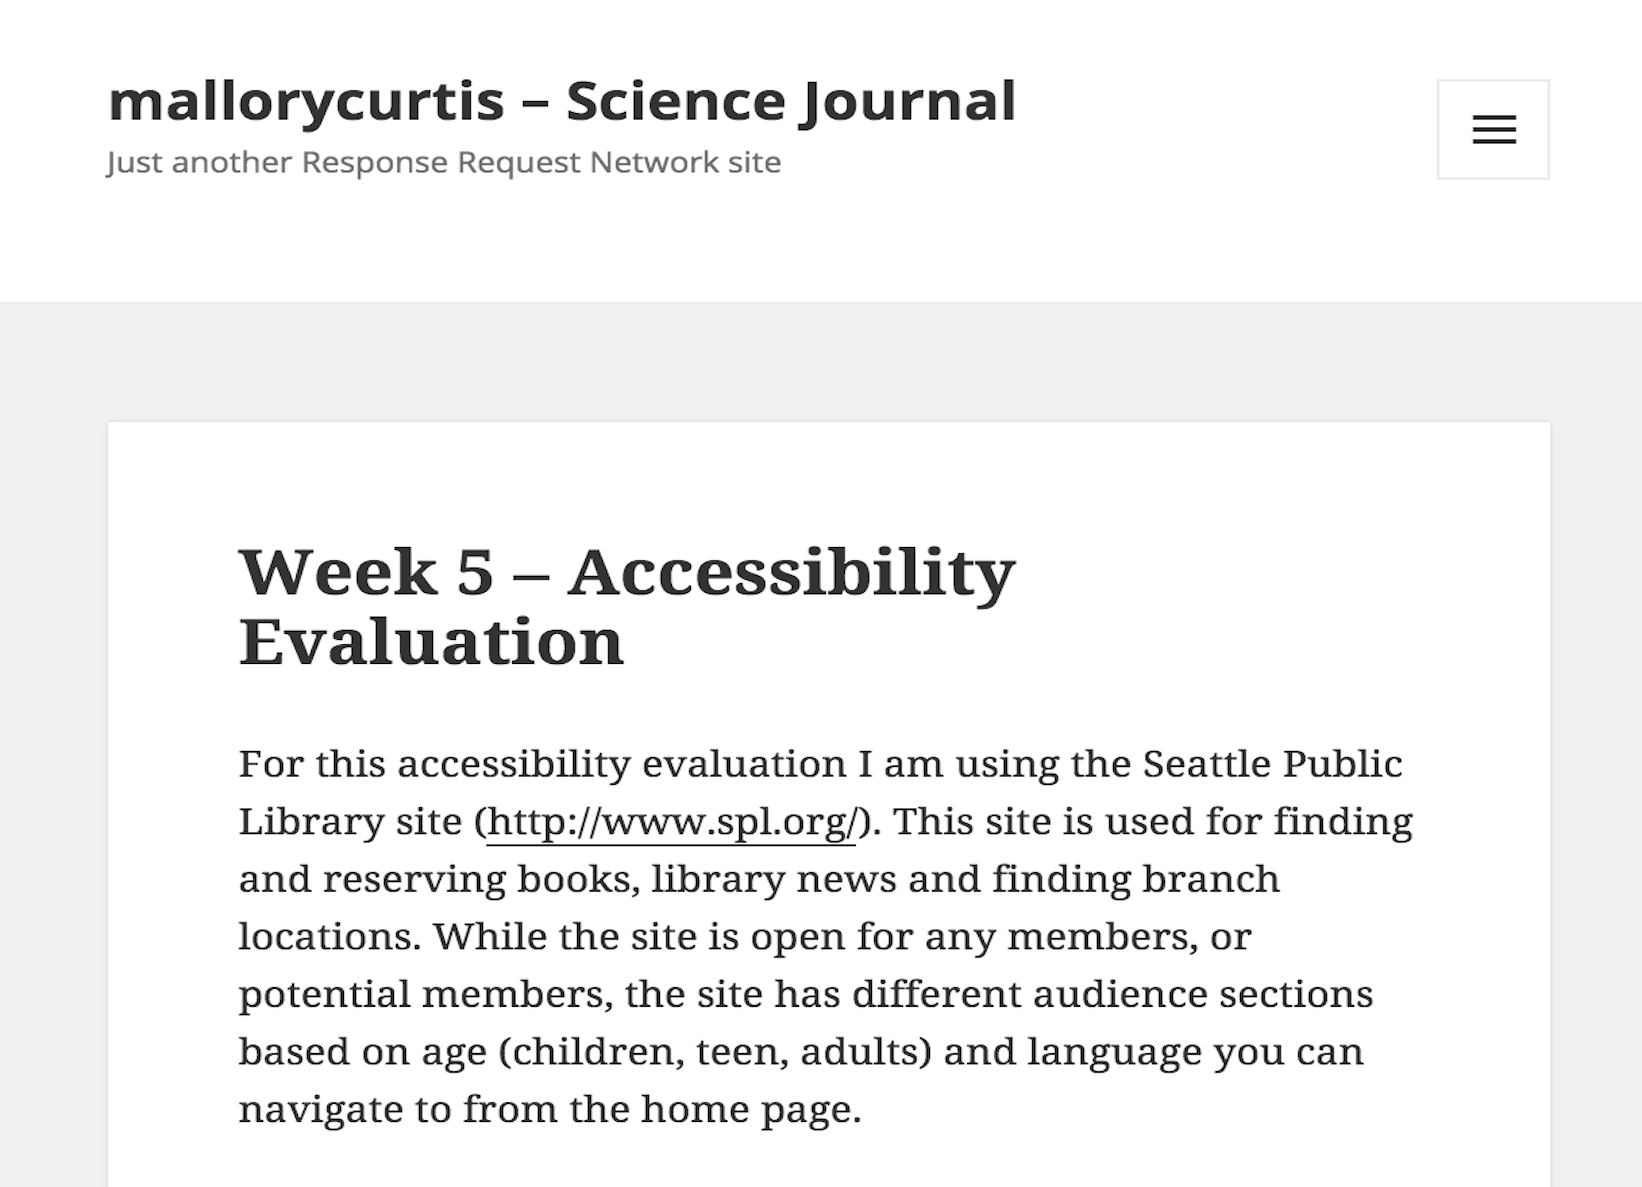 mallorycurtis – Science Journal
Just another Response Request Network site
Week 5 – Accessibility
Evaluation
For this accessibility evaluation I am using the Seattle Public
Library site (http://www.spl.org/). This site is used for finding
and reserving books, library news and finding branch
locations. While the site is open for any members, or
potential members, the site has different audience sections
based on age (children, teen, adults) and language you can
navigate to from the home page.